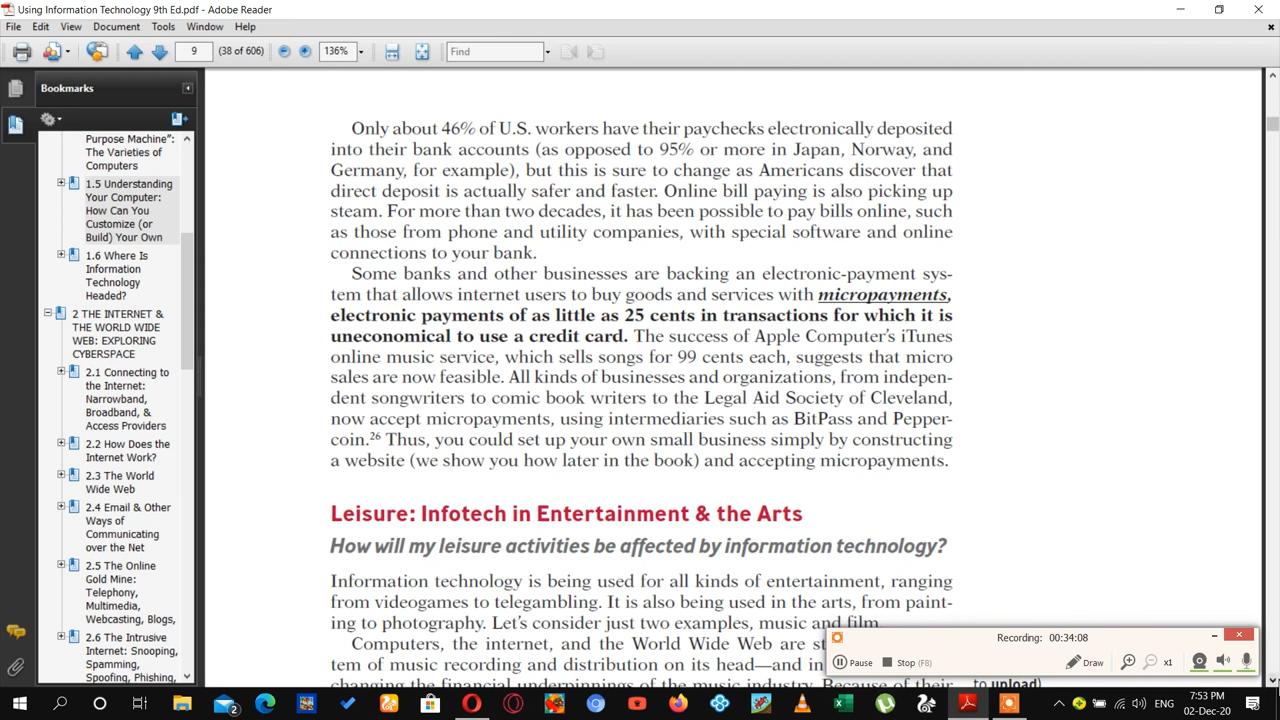 Using Information Technology 9th Ed.pdf - Adobe Reader
File Edit View Document Tools Window Help
9 (38 of 606) 136% Find
Bookmarks
Purpose Machine":
The Varieties of
Computers
1.5 Understanding
Your Computer:
How Can You
Customize (or
Build) Your Own
1.6 Where Is
Information
Technology
Headed?
2 THE INTERNET &
THE WORLD WIDE
WEB: EXPLORING
CYBERSPACE
2.1 Connecting to
the Internet:
Narrowband,
Broadband, &
Access Providers
2.2 How Does the
Internet Work?
2.3 The World
Wide Web
2.4 Email & Other
Ways of
Communicating
over the Net
2.5 The Online
Gold Mine:
Telephony,
Multimedia,
Webcasting, Blogs,
2.6 The Intrusive
Internet: Snooping,
Spamming,
Spoofing, Phishing,
Only about 46% of U.S. workers have their paychecks electronically deposited
into their bank accounts (as opposed to 95% or more in Japan, Norway, and
Germany, for example), but this is sure to change as Americans discover that
direct deposit is actually safer and faster. Online bill paying is also picking up
steam. For more than two decades, it has been possible to pay bills online, such
as those from phone and utility companies, with special software and online
connections to your bank.
Some banks and other businesses are backing an electronic-payment sys-
tem that allows internet users to buy goods and services with micropayments,
electronic payments of as little as 25 cents in transactions for which it is
uneconomical to use a credit card. The success of Apple Computer's iTunes
online music service, which sells songs for 99 cents each, suggests that micro
sales are now feasible. All kinds of businesses and organizations, from indepen-
dent songwriters to comic book writers to the Legal Aid Society of Cleveland,
now accept micropayments, using intermediaries such as BitPass and Pepper-
coin.26 Thus, you could set up your own small business simply by constructing
a website (we show you how later in the book) and accepting micropayments.
Leisure: Infotech in Entertainment & the Arts
How will my leisure activities be affected by information technology?
Information technology is being used for all kinds of entertainment, ranging
from videogames to telegambling. It is also being used in the arts, from paint-
ing to photography. Let's consider just two examples, music and film.
Computers, the internet, and the World Wide Web are st
tem of music recording and distribution on its head—and in
changing the financial underpinnings of the music industry. Because of their
to upload)
Recording: 00:34:08
Pause Stop (F8) Draw x1
2
ENG
7:53 PM
02-Dec-20